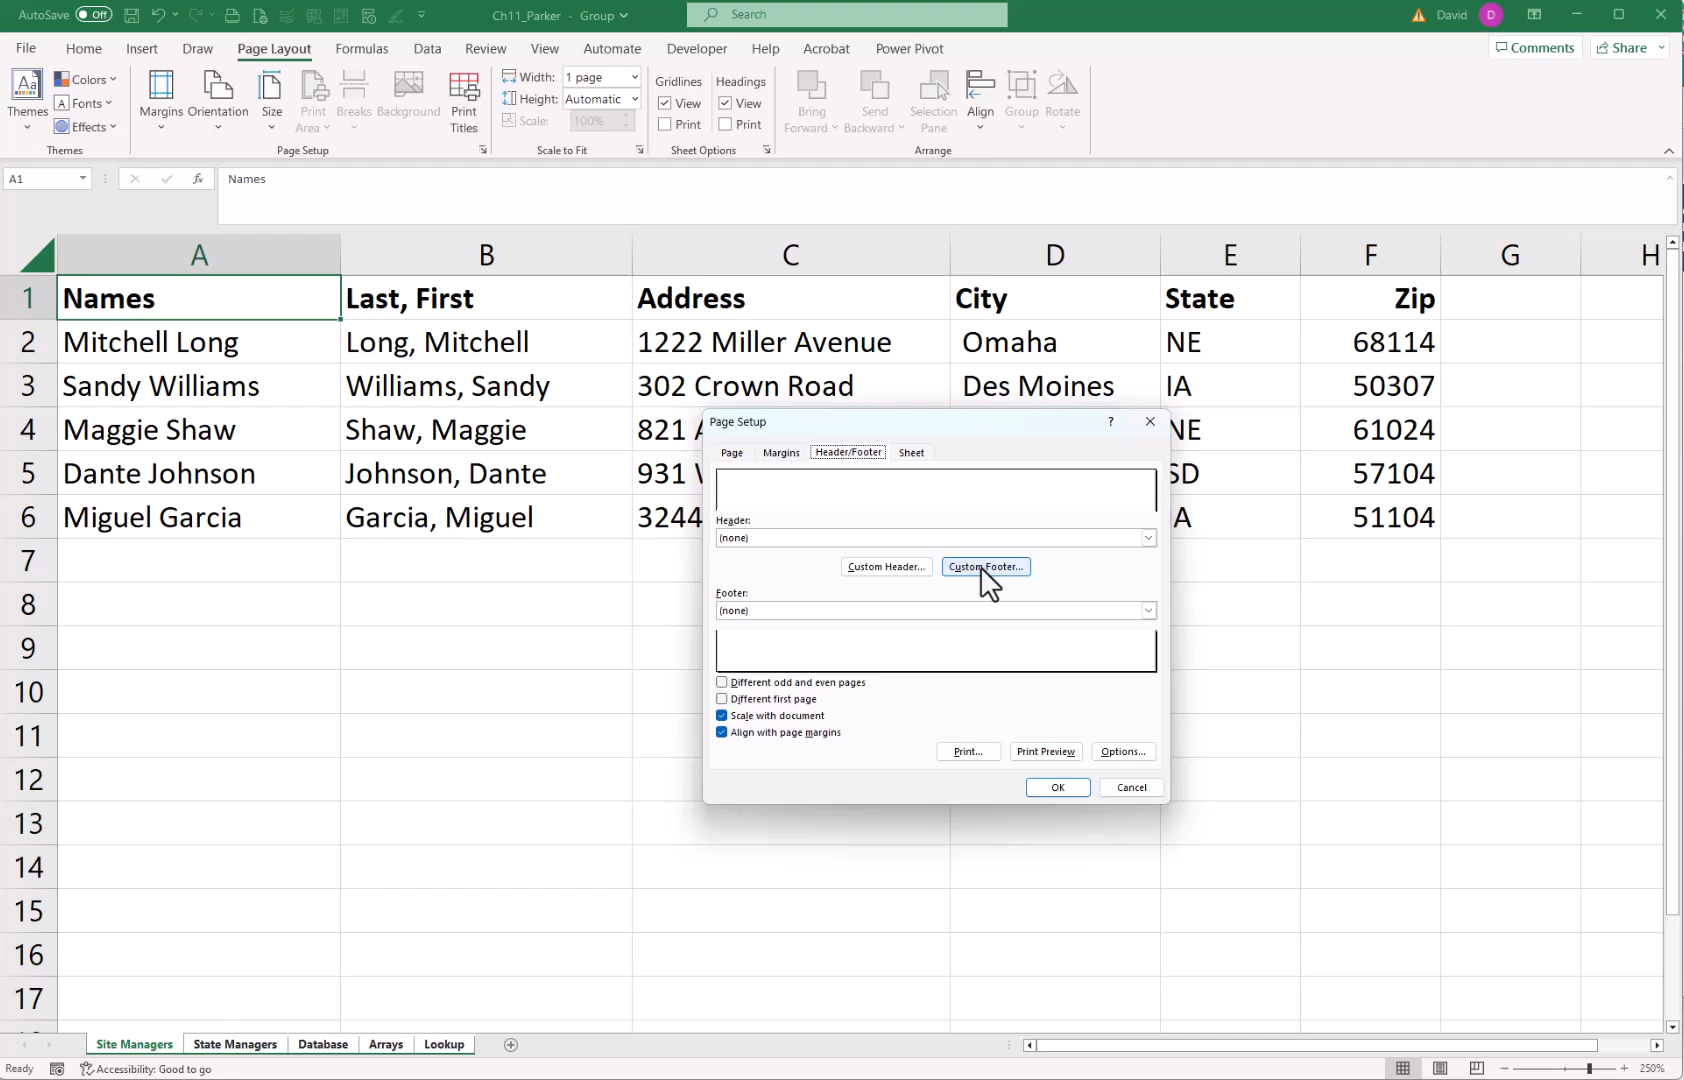 AutoSave Off Ch11_Parker - Group Search David D
File Home Insert Draw Page Layout Formulas Data Review View Automate Developer Help Acrobat Power Pivot Comments Share
Aa Colors Margins Orientation Size Print Breaks Background Print Width: 1 page Gridlines Headings Bring Send Selection Align Group Rotate
Themes A Fonts Area Titles Height: Automatic View View Forward Backward Pane
Effects Scale: 100% Print Print
Themes Page Setup Scale to Fit Sheet Options Arrange
A1 fx Names
A B C D E F G H
1 Names Last, First Address City State Zip
2 Mitchell Long Long, Mitchell 1222 Miller Avenue Omaha NE 68114
3 Sandy Williams Williams, Sandy 302 Crown Road Des Moines IA 50307
4 Maggie Shaw Shaw, Maggie 821 NE 61024
5 Dante Johnson Johnson, Dante 931 SD 57104
6 Miguel Garcia Garcia, Miguel 3244 IA 51104
7
8
9
10
11
12
13
14
15
16
17
Page Setup ?
Page Margins Header/Footer Sheet
Header:
(none)
Custom Header... Custom Footer...
Footer:
(none)
Different odd and even pages
Different first page
Scale with document
Align with page margins
Print... Print Preview Options...
OK Cancel
Site Managers State Managers Database Arrays Lookup
Ready Accessibility: Good to go 250%